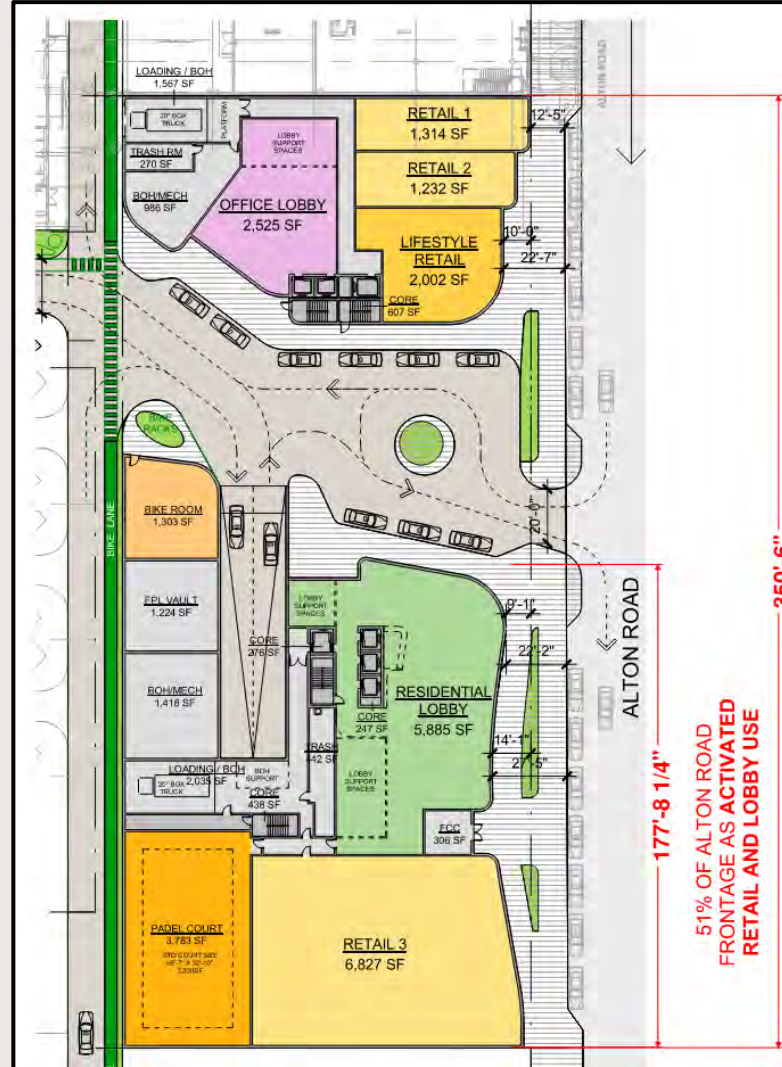 LOADING / BOH
1,567 SF
20' BOX
TRUCK
PLATFORM
TRASH RM
270 SF
BOH/MECH
986 SF
LOBBY
SUPPORT
SPACES
OFFICE LOBBY
2,525 SF
RETAIL 1
1,314 SF
RETAIL 2
1,232 SF
LIFESTYLE
RETAIL
2,002 SF
CORE
607 SF
12'-5"
10'-0"
22'-7"
ALTON ROAD
BIKE
RACKS
BIKE LANE
BIKE ROOM
1,303 SF
FPL VAULT
1,224 SF
BOH/MECH
1,418 SF
LOADING / BOH
2,035 SF
20' BOX
TRUCK
BOH
SUPPORT
CORE
438 SF
CORE
276 SF
TRASH
442 SF
LOBBY
SUPPORT
SPACES
CORE
247 SF
RESIDENTIAL
LOBBY
5,885 SF
LOBBY
SUPPORT
SPACES
FCC
306 SF
20'-0"
9'-1"
22'-2"
14'-1"
ALTON ROAD
PADEL COURT
3,783 SF
RETAIL 3
6,827 SF
177'-8 1/4"
350'-6"
51% OF ALTON ROAD
FRONTAGE AS ACTIVATED
RETAIL AND LOBBY USE